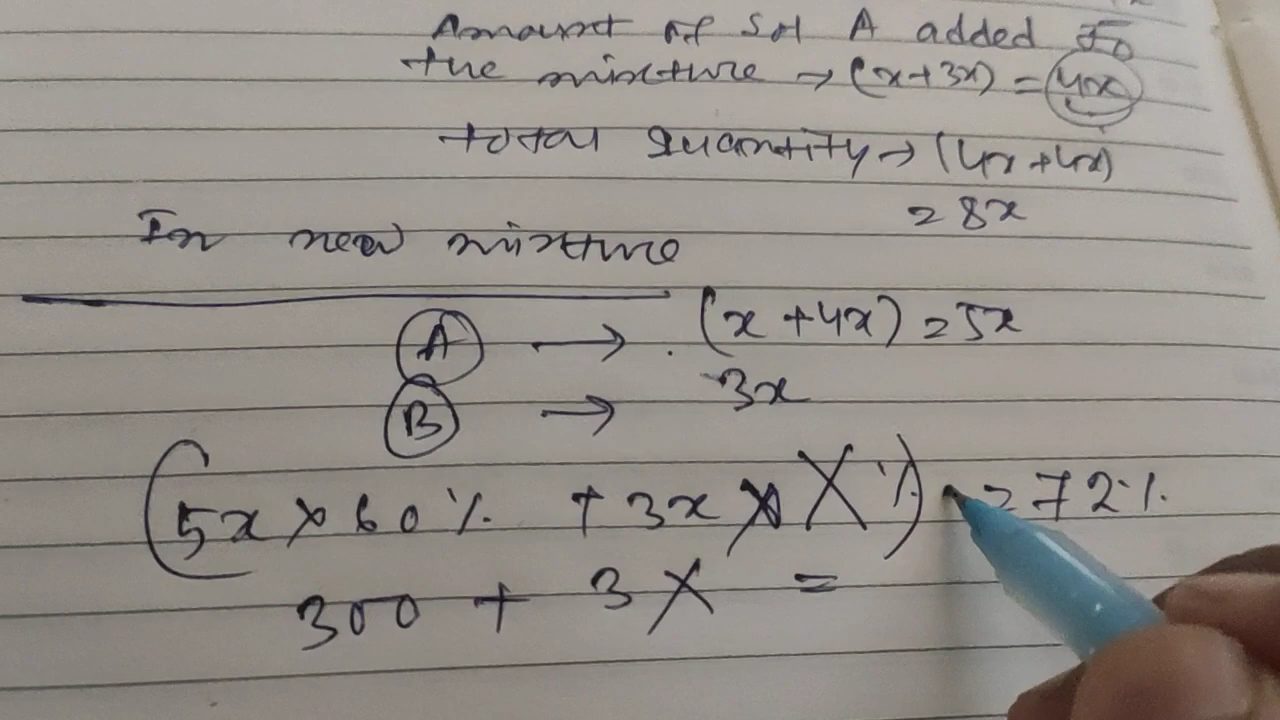 Amount of Sol A added to
the mixture → (x+3x) = 4x
total quantity → (4x+4x)
= 8x
In new mixture
A → (x+4x) = 5x
B → 3x
(5x × 60% + 3x × X%) = 72%
300 + 3X =